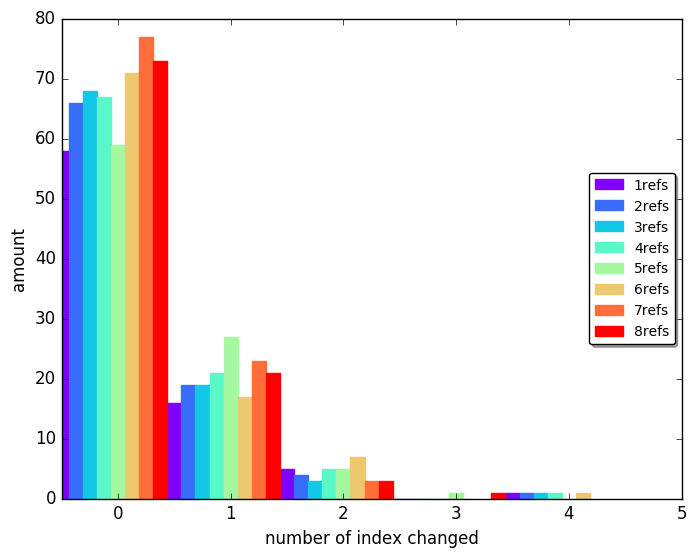 80
70
60
50
40
30
20
10
0
amount
0 1 2 3 4 5
number of index changed
1refs
2refs
3refs
4refs
5refs
6refs
7refs
8refs